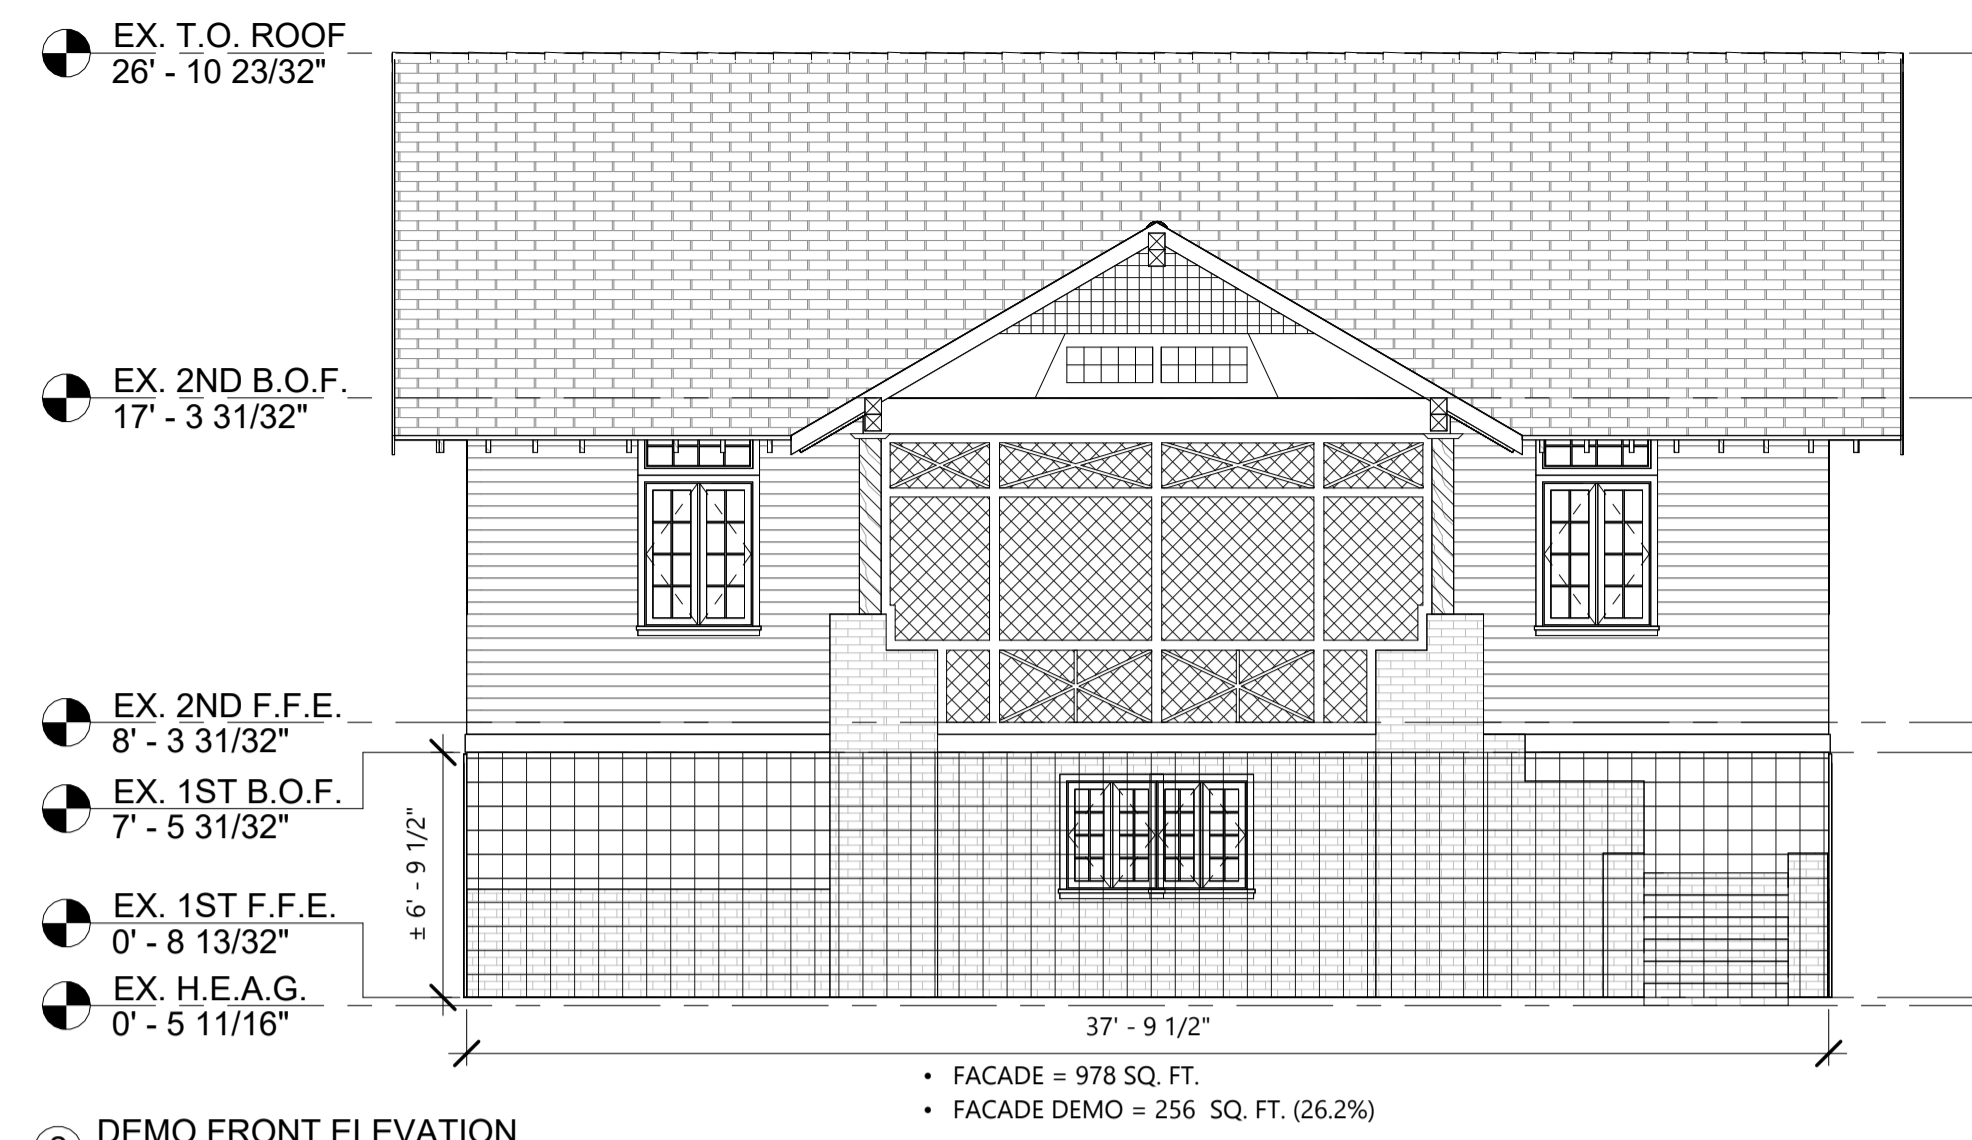 EX. T.O. ROOF
26' - 10 23/32"
EX. 2ND B.O.F.
17' - 3 31/32"
EX. 2ND F.F.E.
8' - 3 31/32"
EX. 1ST B.O.F.
7' - 5 31/32"
± 6' - 9 1/2"
EX. 1ST F.F.E.
0' - 8 13/32"
EX. H.E.A.G.
0' - 5 11/16"
37' - 9 1/2"
• FACADE = 978 SQ. FT.
• FACADE DEMO = 256 SQ. FT. (26.2%)
DEMO FRONT ELEVATION